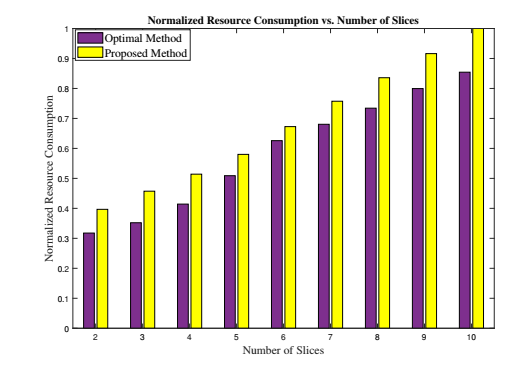 Normalized Resource Consumption vs. Number of Slices
Optimal Method
Proposed Method
Normalized Resource Consumption
1
0.9
0.8
0.7
0.6
0.5
0.4
0.3
0.2
0.1
0
2 3 4 5 6 7 8 9 10
Number of Slices